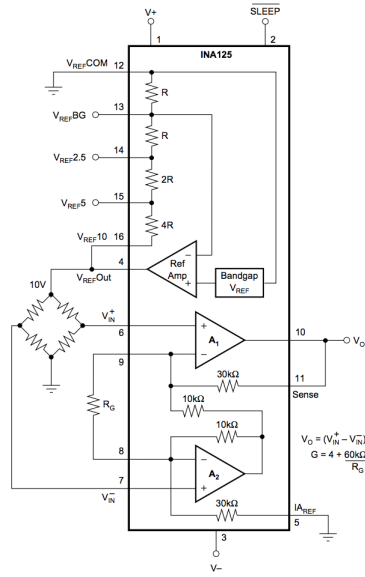 V+
SLEEP
1
2
INA125
VREFCOM
12
R
VREFBG
13
R
VREF2.5
14
2R
VREF5
15
4R
VREF10
16
4
VREFOut
10V
Ref
Amp
−
+
Bandgap
VREF
V+IN
6
+
A1
−
10
VO
9
30kΩ
11
Sense
10kΩ
RG
10kΩ
8
−
A2
+
7
V−IN
VO = (V+IN − V−IN)
G = 4 + 60kΩ
RG
30kΩ
IAREF
5
3
V−